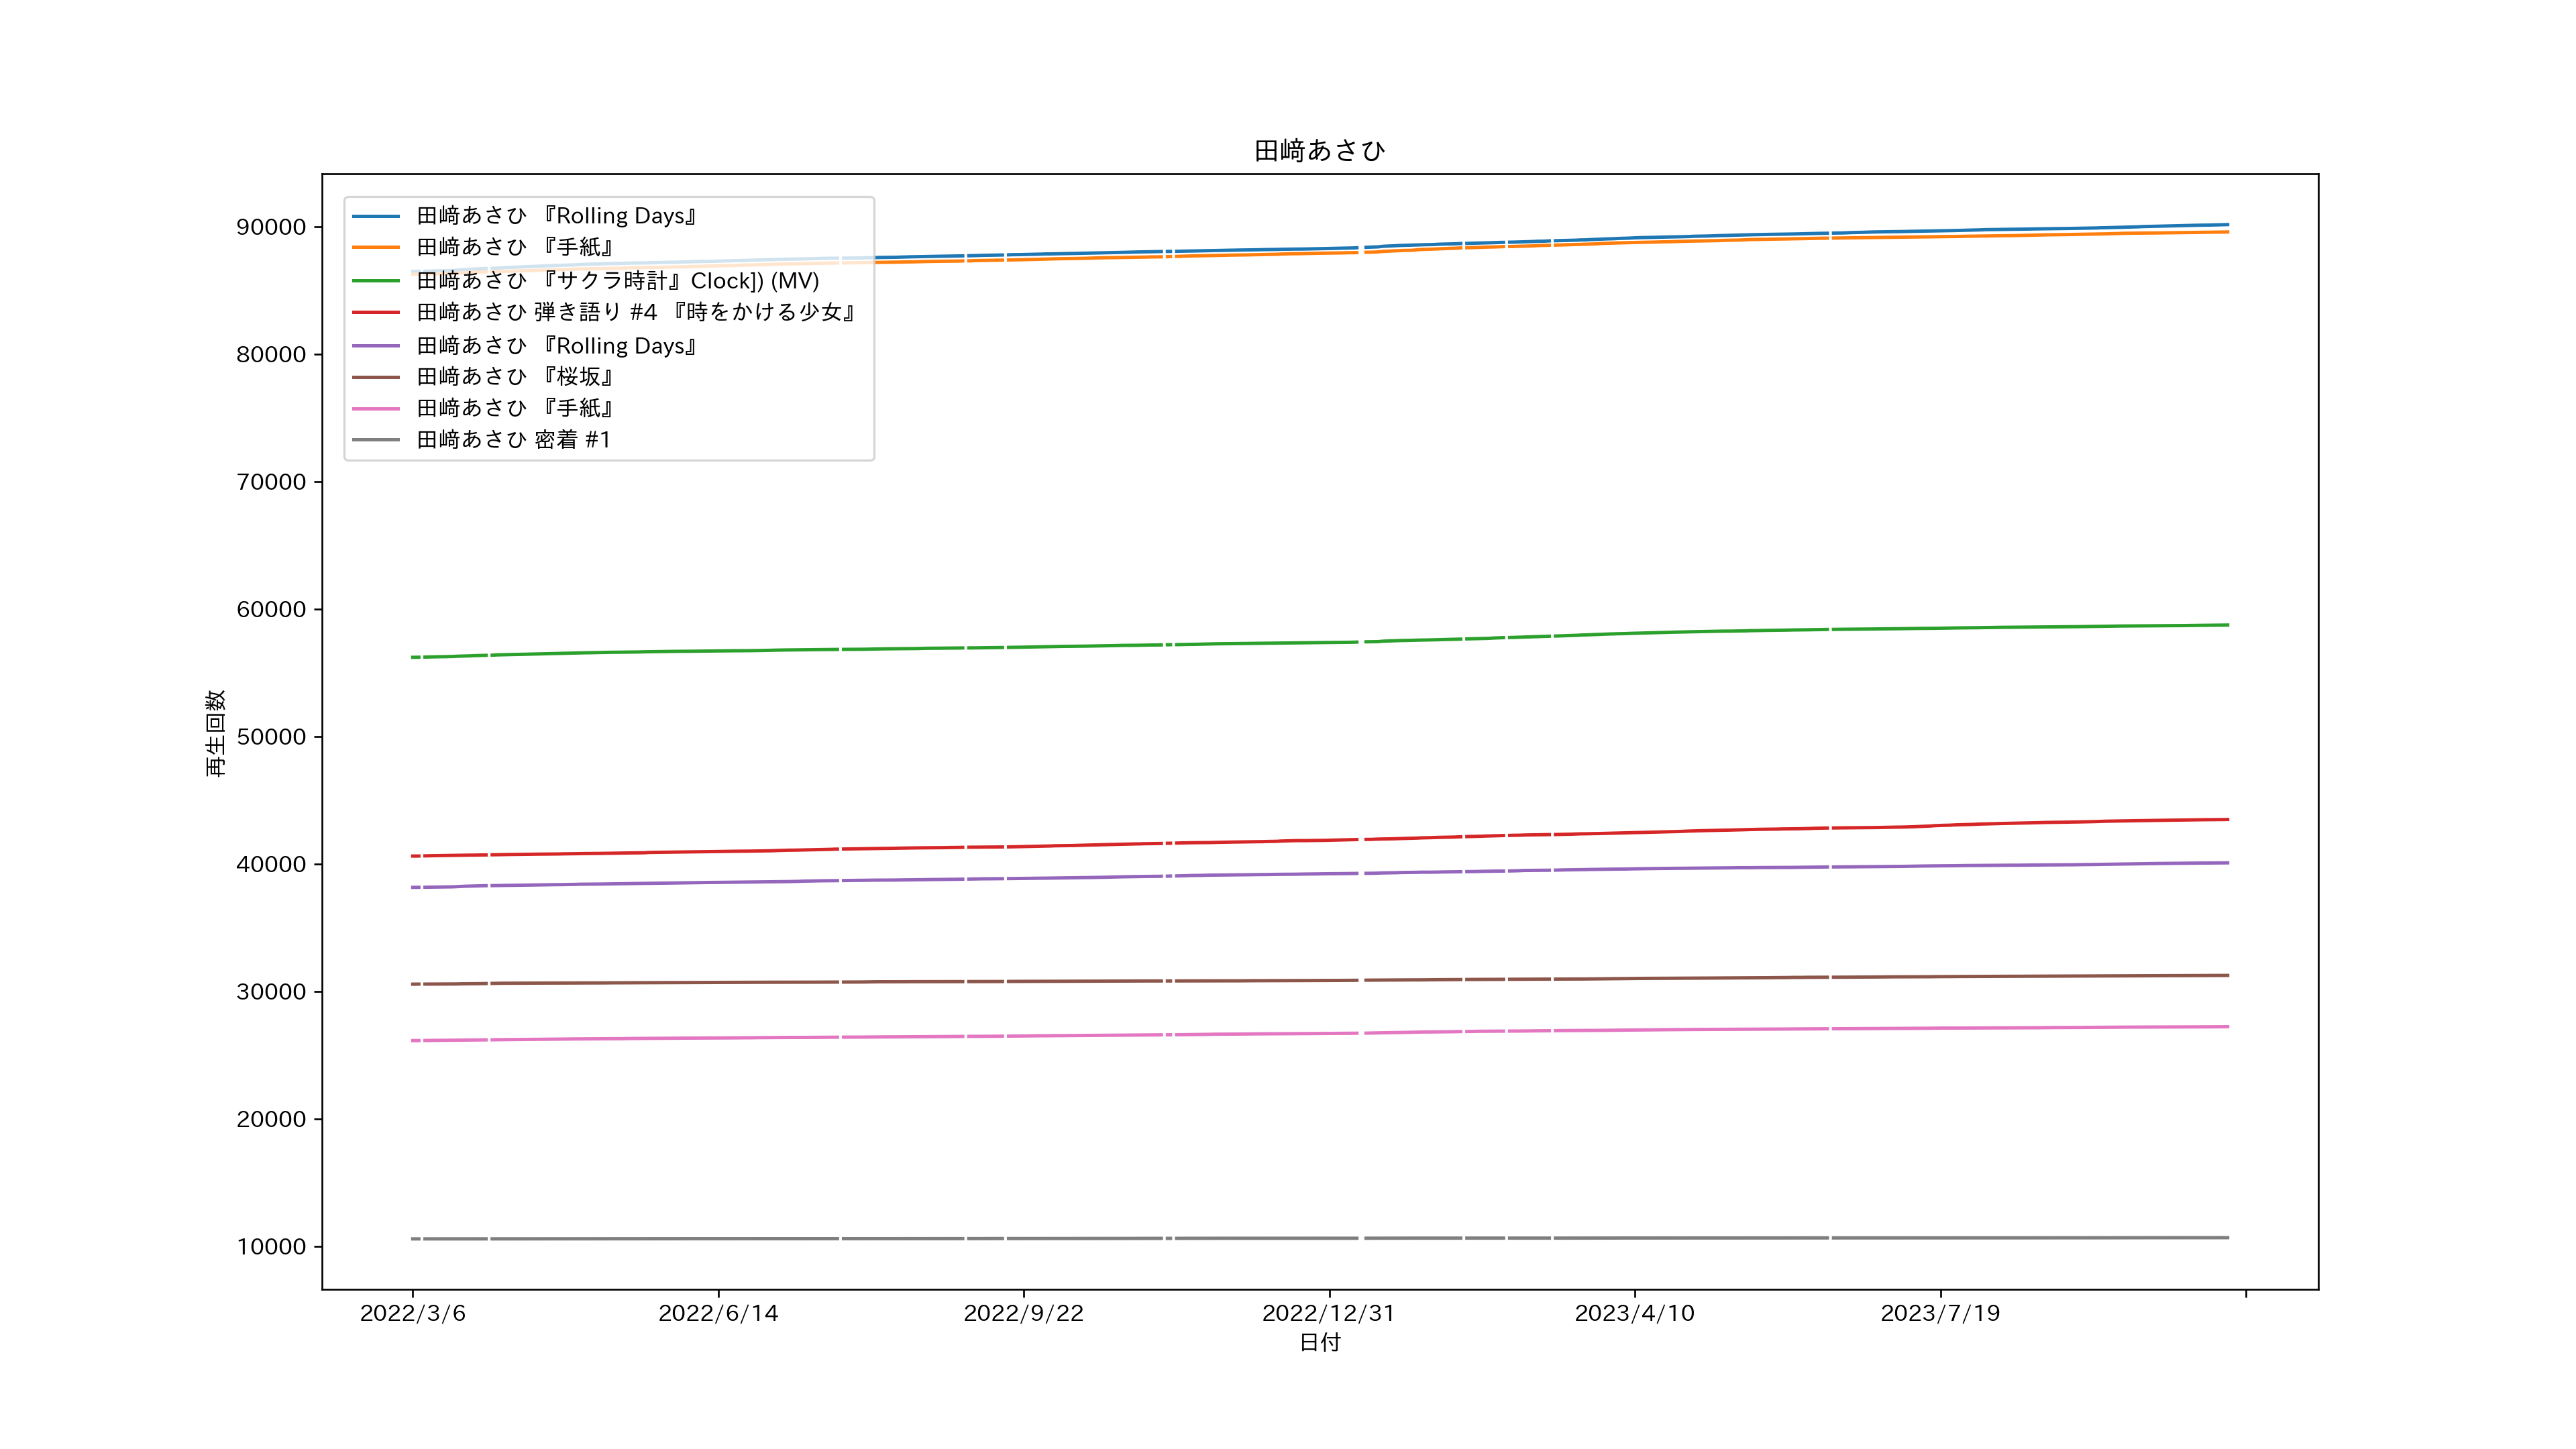 田﨑あさひ
田﨑あさひ 『Rolling Days』
田﨑あさひ 『手紙』
田﨑あさひ 『サクラ時計』Clock]) (MV)
田﨑あさひ 弾き語り #4 『時をかける少女』
田﨑あさひ 『Rolling Days』
田﨑あさひ 『桜坂』
田﨑あさひ 『手紙』
田﨑あさひ 密着 #1
再生回数
90000
80000
70000
60000
50000
40000
30000
20000
10000
2022/3/6 2022/6/14 2022/9/22 2022/12/31 2023/4/10 2023/7/19
日付